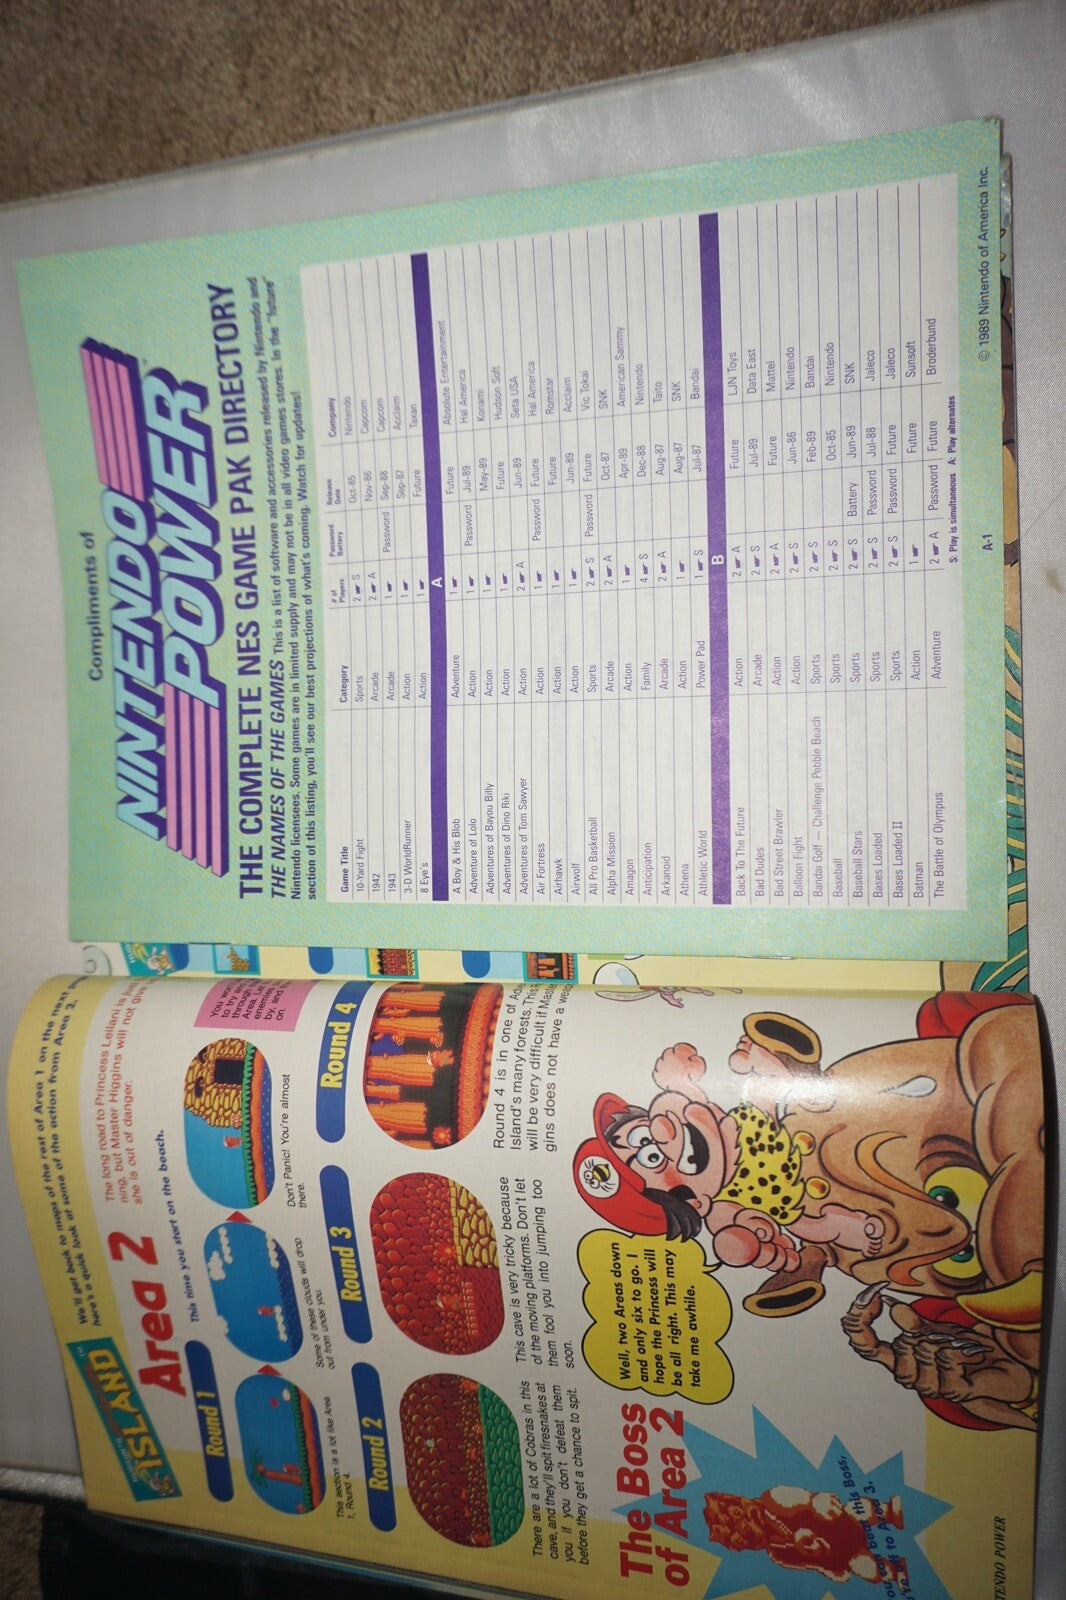 We'll get back to maps of the rest of Area 1 on the next
here's a quick look at some of the action from Area 2.
ISLAND
Area 2
The long road to Princess Leilani is just
ning, but Master Higgins will not give
she is out of danger.
Round 1
This time you start on the beach.
This section is a lot like Area
1, Round 4.
Some of these clouds will drop
out from under you.
Don't Panic! You're almost
there.
Round 2
There are a lot of Cobras in this
cave, and they'll spit firesnakes at
you if you don't defeat them
before they get a chance to spit.
Round 3
This cave is very tricky because
of the moving platforms. Don't let
them fool you into jumping too
soon.
Round 4
Round 4 is in one of
Island's many forests. This
will be very difficult if Master
gins does not have a
The Boss
of Area 2
Well, two Areas down
and only six to go. I
hope the Princess will
be all right. This may
take me awhile.
this Boss,
off to Area 3.
TENDO POWER
Compliments of
NINTENDO
POWER
THE COMPLETE NES GAME PAK DIRECTORY
THE NAMES OF THE GAMES This is a list of software and accessories released by Nintendo and
Nintendo licensees. Some games are in limited supply and may not be in all video games stores. In the "future"
section of this listing, you'll see our best projections of what's coming. Watch for updates!
Game Title Category # of Players Password Battery Release Date Company
10-Yard Fight Sports 2 S Oct-85 Nintendo
1942 Arcade 2 A Nov-86 Capcom
1943 Arcade 1 Password Sep-88 Capcom
3-D WorldRunner Action 1 Sep-87 Acclaim
8 Eye's Action 1 Future Taxan
A
A Boy & His Blob Adventure 1 Future Absolute Entertainment
Adventure of Lolo Action 1 Password Jul-89 Hal America
Adventures of Bayou Billy Action 1 May-89 Konami
Adventures of Dino Riki Action 1 Future Hudson Soft
Adventures of Tom Sawyer Action 2 A Jun-89 Seta USA
Air Fortress Action 1 Password Future Hal America
Airhawk Action 1 Future Romstar
Airwolf Action 1 Jun-89 Acclaim
All Pro Basketball Sports 2 S Password Future Vic Tokai
Alpha Mission Arcade 2 A Oct-87 SNK
Amagon Action 1 Apr-89 American Sammy
Anticipation Family 4 S Dec-88 Nintendo
Arkanoid Arcade 2 A Aug-87 Taito
Athena Action 1 Aug-87 SNK
Athletic World Power Pad 1 S Jul-87 Bandai
B
Back To The Future Action 2 A Future LJN Toys
Bad Dudes Arcade 2 S Jul-89 Data East
Bad Street Brawler Action 2 A Future Mattel
Balloon Fight Action 2 S Jun-86 Nintendo
Bandai Golf — Challenge Pebble Beach Sports 2 S Feb-89 Bandai
Baseball Sports 2 S Oct-85 Nintendo
Baseball Stars Sports 2 S Battery Jun-89 SNK
Bases Loaded Sports 2 S Password Jul-88 Jaleco
Bases Loaded II Sports 2 S Password Future Jaleco
Batman Action 1 Future Sunsoft
The Battle of Olympus Adventure 2 A Password Future Broderbund
S: Play is simultaneous A: Play alternates
A-1
© 1989 Nintendo of America Inc.